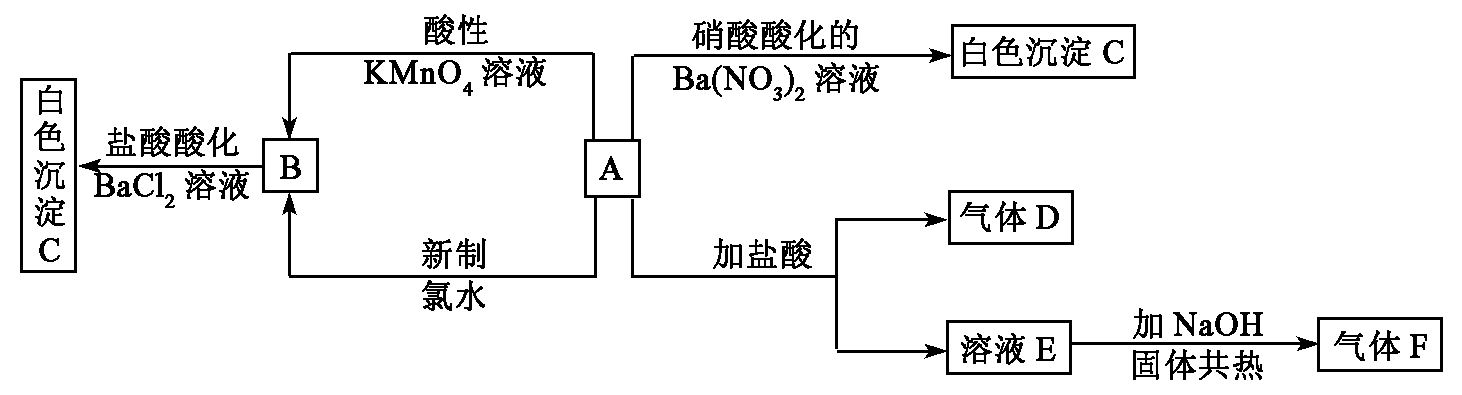 酸性
KMnO₄ 溶液
硝酸酸化的
Ba(NO₃)₂ 溶液
白色沉淀 C
白
色
沉
淀
C
盐酸酸化
BaCl₂ 溶液
B
A
气体 D
新制
氯水
加盐酸
溶液 E
加 NaOH
固体共热
气体 F